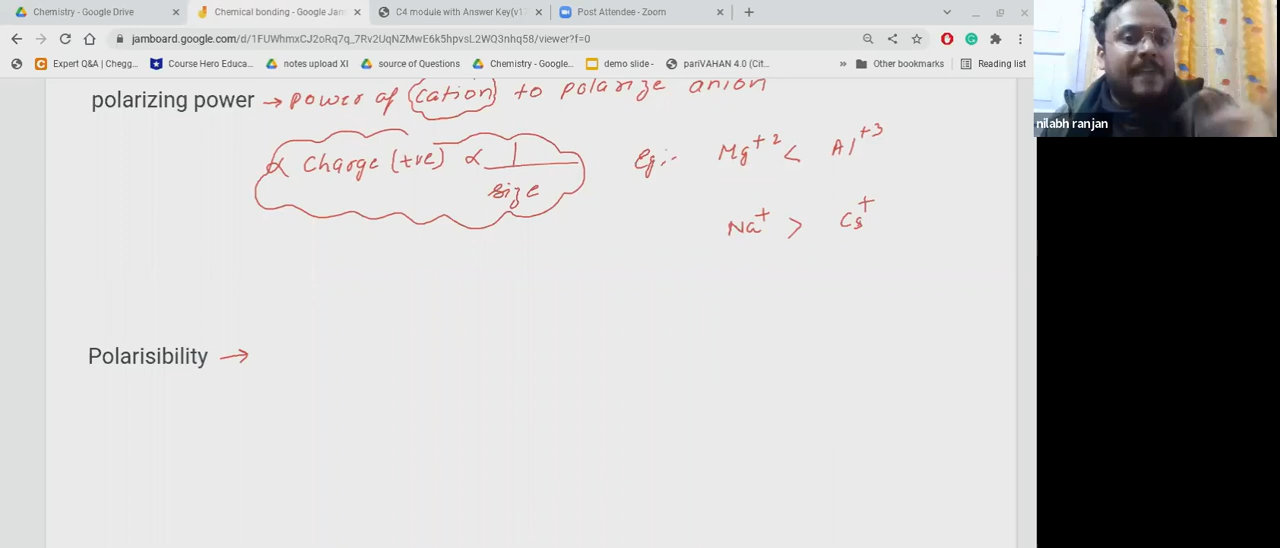 Chemistry - Google Drive
Chemical bonding - Google Jam
C4 module with Answer Key(v1
Post Attendee - Zoom
jamboard.google.com/d/1FUWhmxCJ2oRq7q_7Rv2UqNZMwE6k5hpvsL2WQ3nhq58/viewer?f=0
Expert Q&A | Chegg...
Course Hero Educa...
notes upload XI
source of Questions
Chemistry - Google...
demo slide -
pariVAHAN 4.0 (Cit...
»
Other bookmarks
Reading list
nilabh ranjan
polarizing power → power of cation to polarize anion
∝ Charge (+ve) ∝ 1/size
Eg:- Mg+2 < Al+3
Na+ > Cs+
Polarisibility →